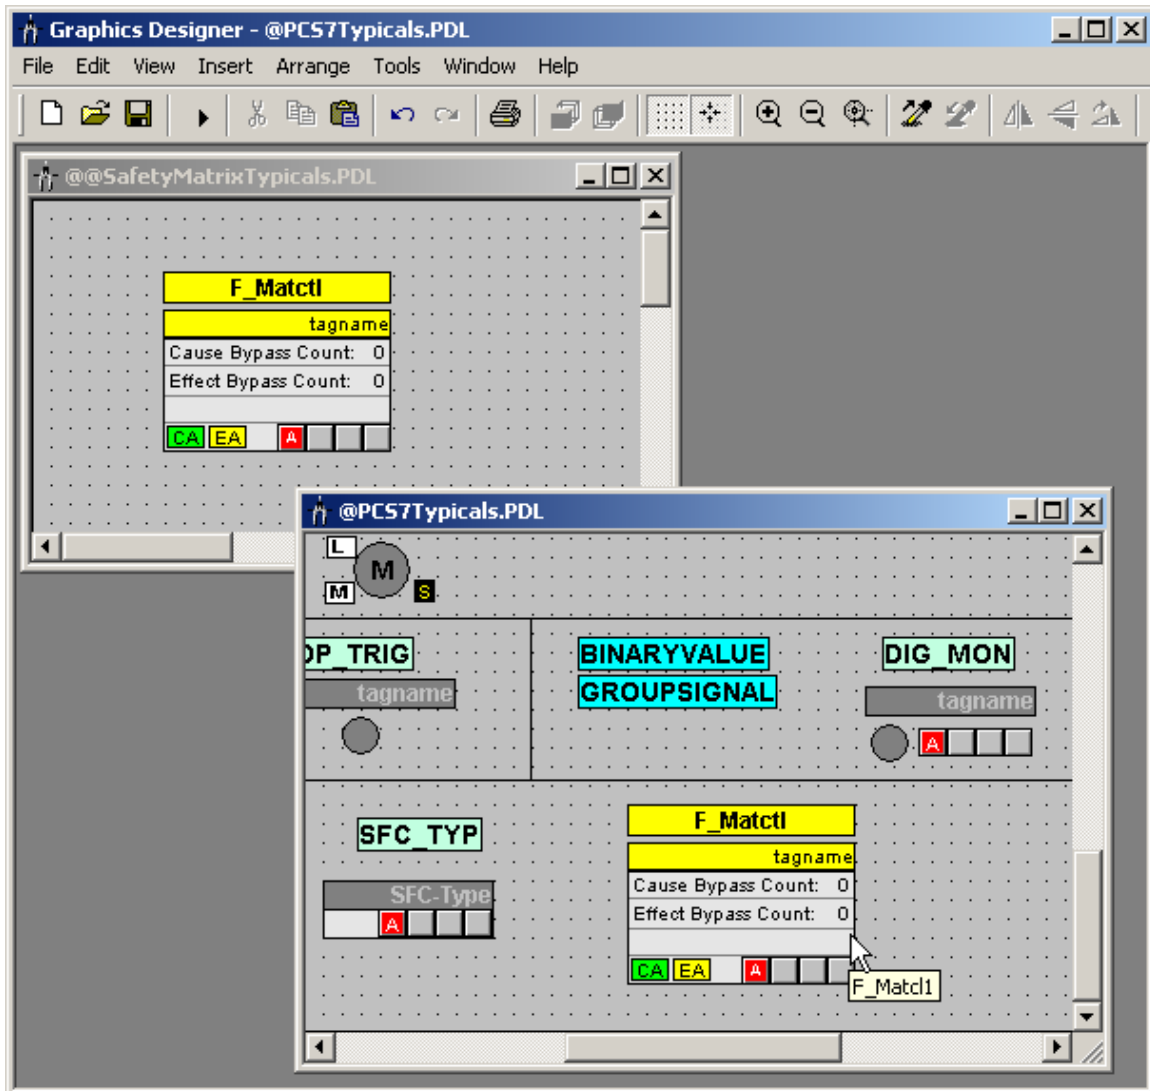 Graphics Designer - @PCS7Typicals.PDL
File Edit View Insert Arrange Tools Window Help
@@SafetyMatrixTypicals.PDL
F_Matctl
tagname
Cause Bypass Count: 0
Effect Bypass Count: 0
CA EA A
@PCS7Typicals.PDL
L
M
M
S
OP_TRIG
BINARYVALUE
DIG_MON
tagname
GROUPSIGNAL
tagname
A
SFC_TYP
F_Matctl
tagname
SFC-Type
Cause Bypass Count: 0
A
Effect Bypass Count: 0
CA EA A
F_Matcl1